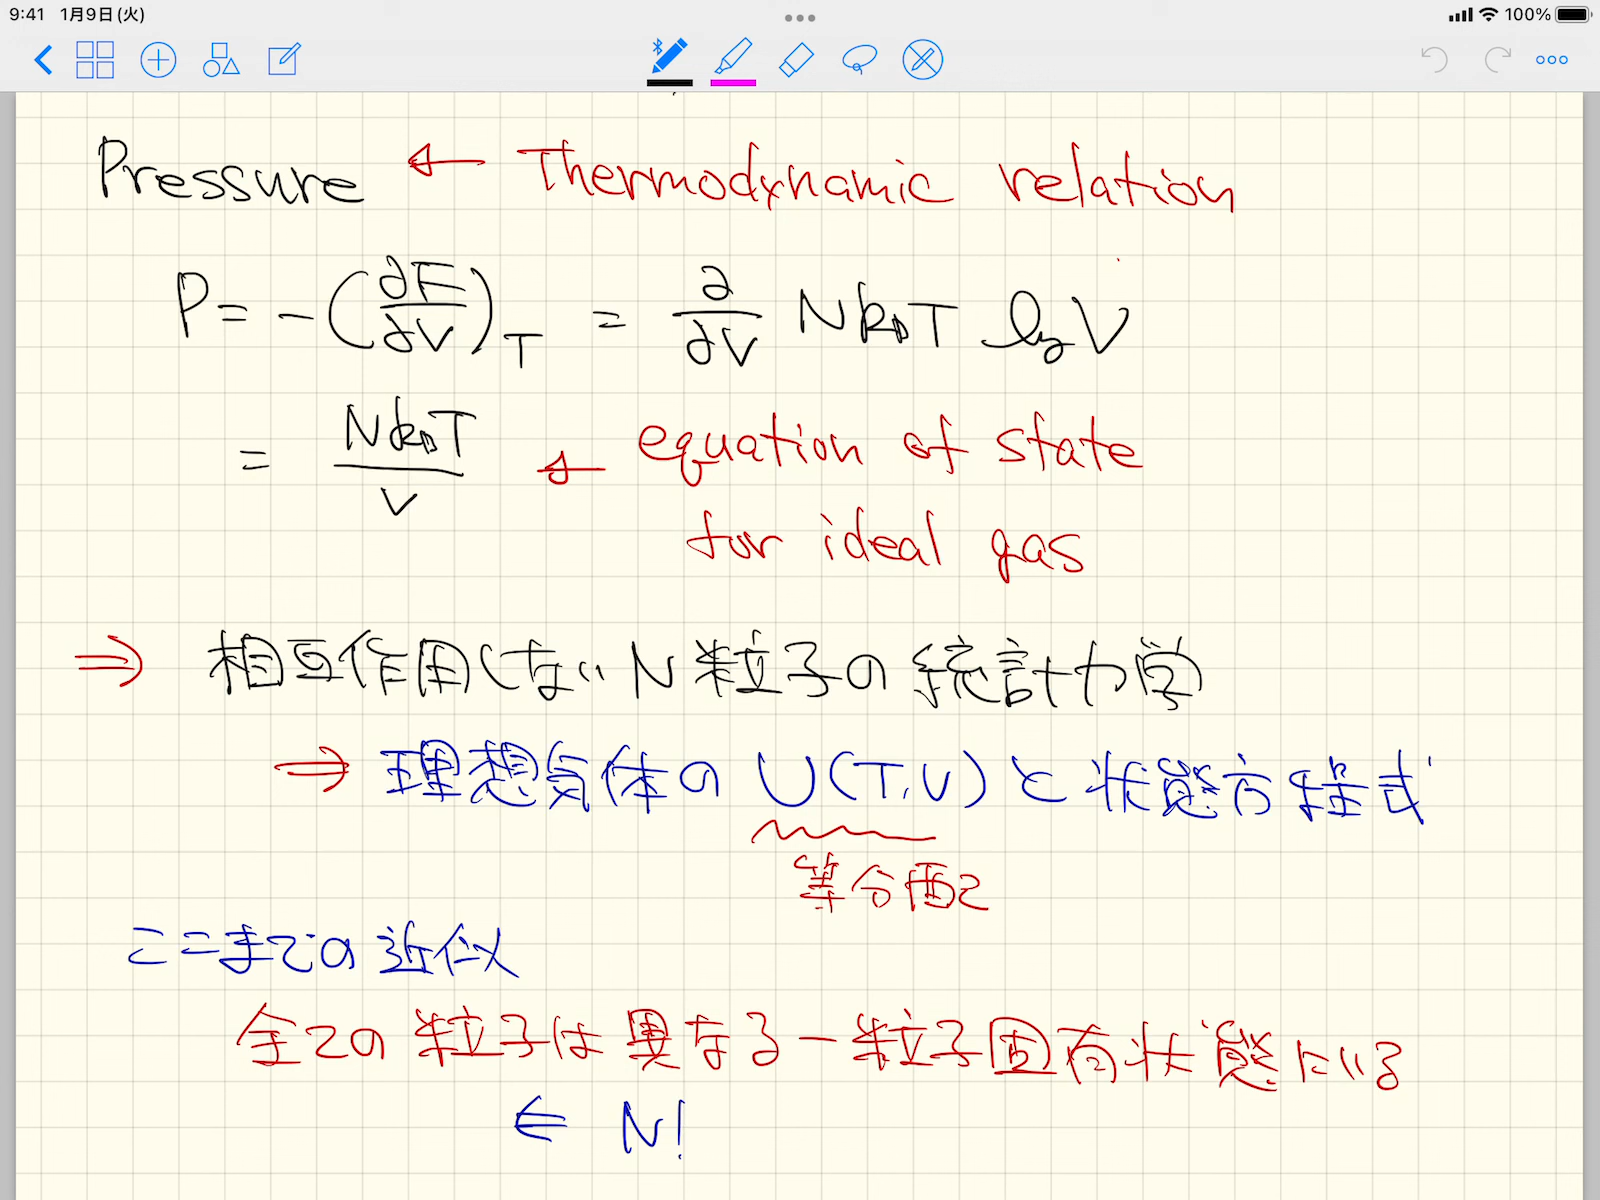 9:41 1月9日(火) 100%
Pressure ← Thermodynamic relation
P = -(∂F/∂V)_T = ∂/∂V N k_B T log V
= N k_B T / V ← equation of state
for ideal gas
⇒ 相互作用しない N 粒子の統計力学
⇒ 理想気体の U(T,V) と状態方程式
等分配で
ここまでの近似
全ての粒子は異なる一粒子固有状態にいる
⇐ N!